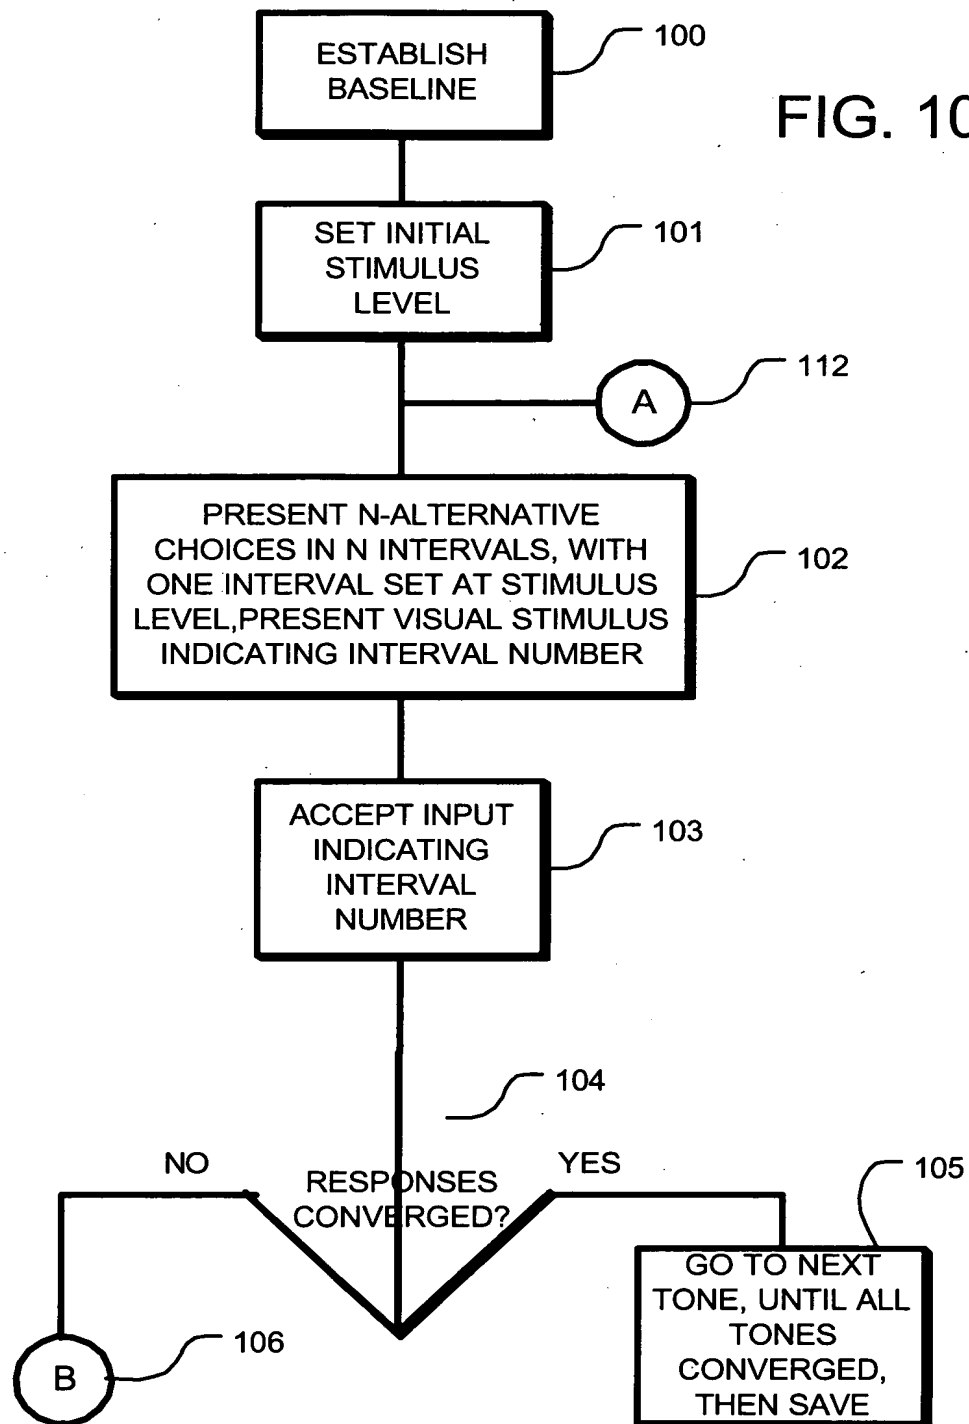 ESTABLISH
BASELINE
100
FIG. 10
SET INITIAL
STIMULUS
LEVEL
101
A
112
PRESENT N-ALTERNATIVE
CHOICES IN N INTERVALS, WITH
ONE INTERVAL SET AT STIMULUS
LEVEL,PRESENT VISUAL STIMULUS
INDICATING INTERVAL NUMBER
102
ACCEPT INPUT
INDICATING
INTERVAL
NUMBER
103
104
NO
RESPONSES
CONVERGED?
YES
105
GO TO NEXT
TONE, UNTIL ALL
TONES
CONVERGED,
THEN SAVE
B
106